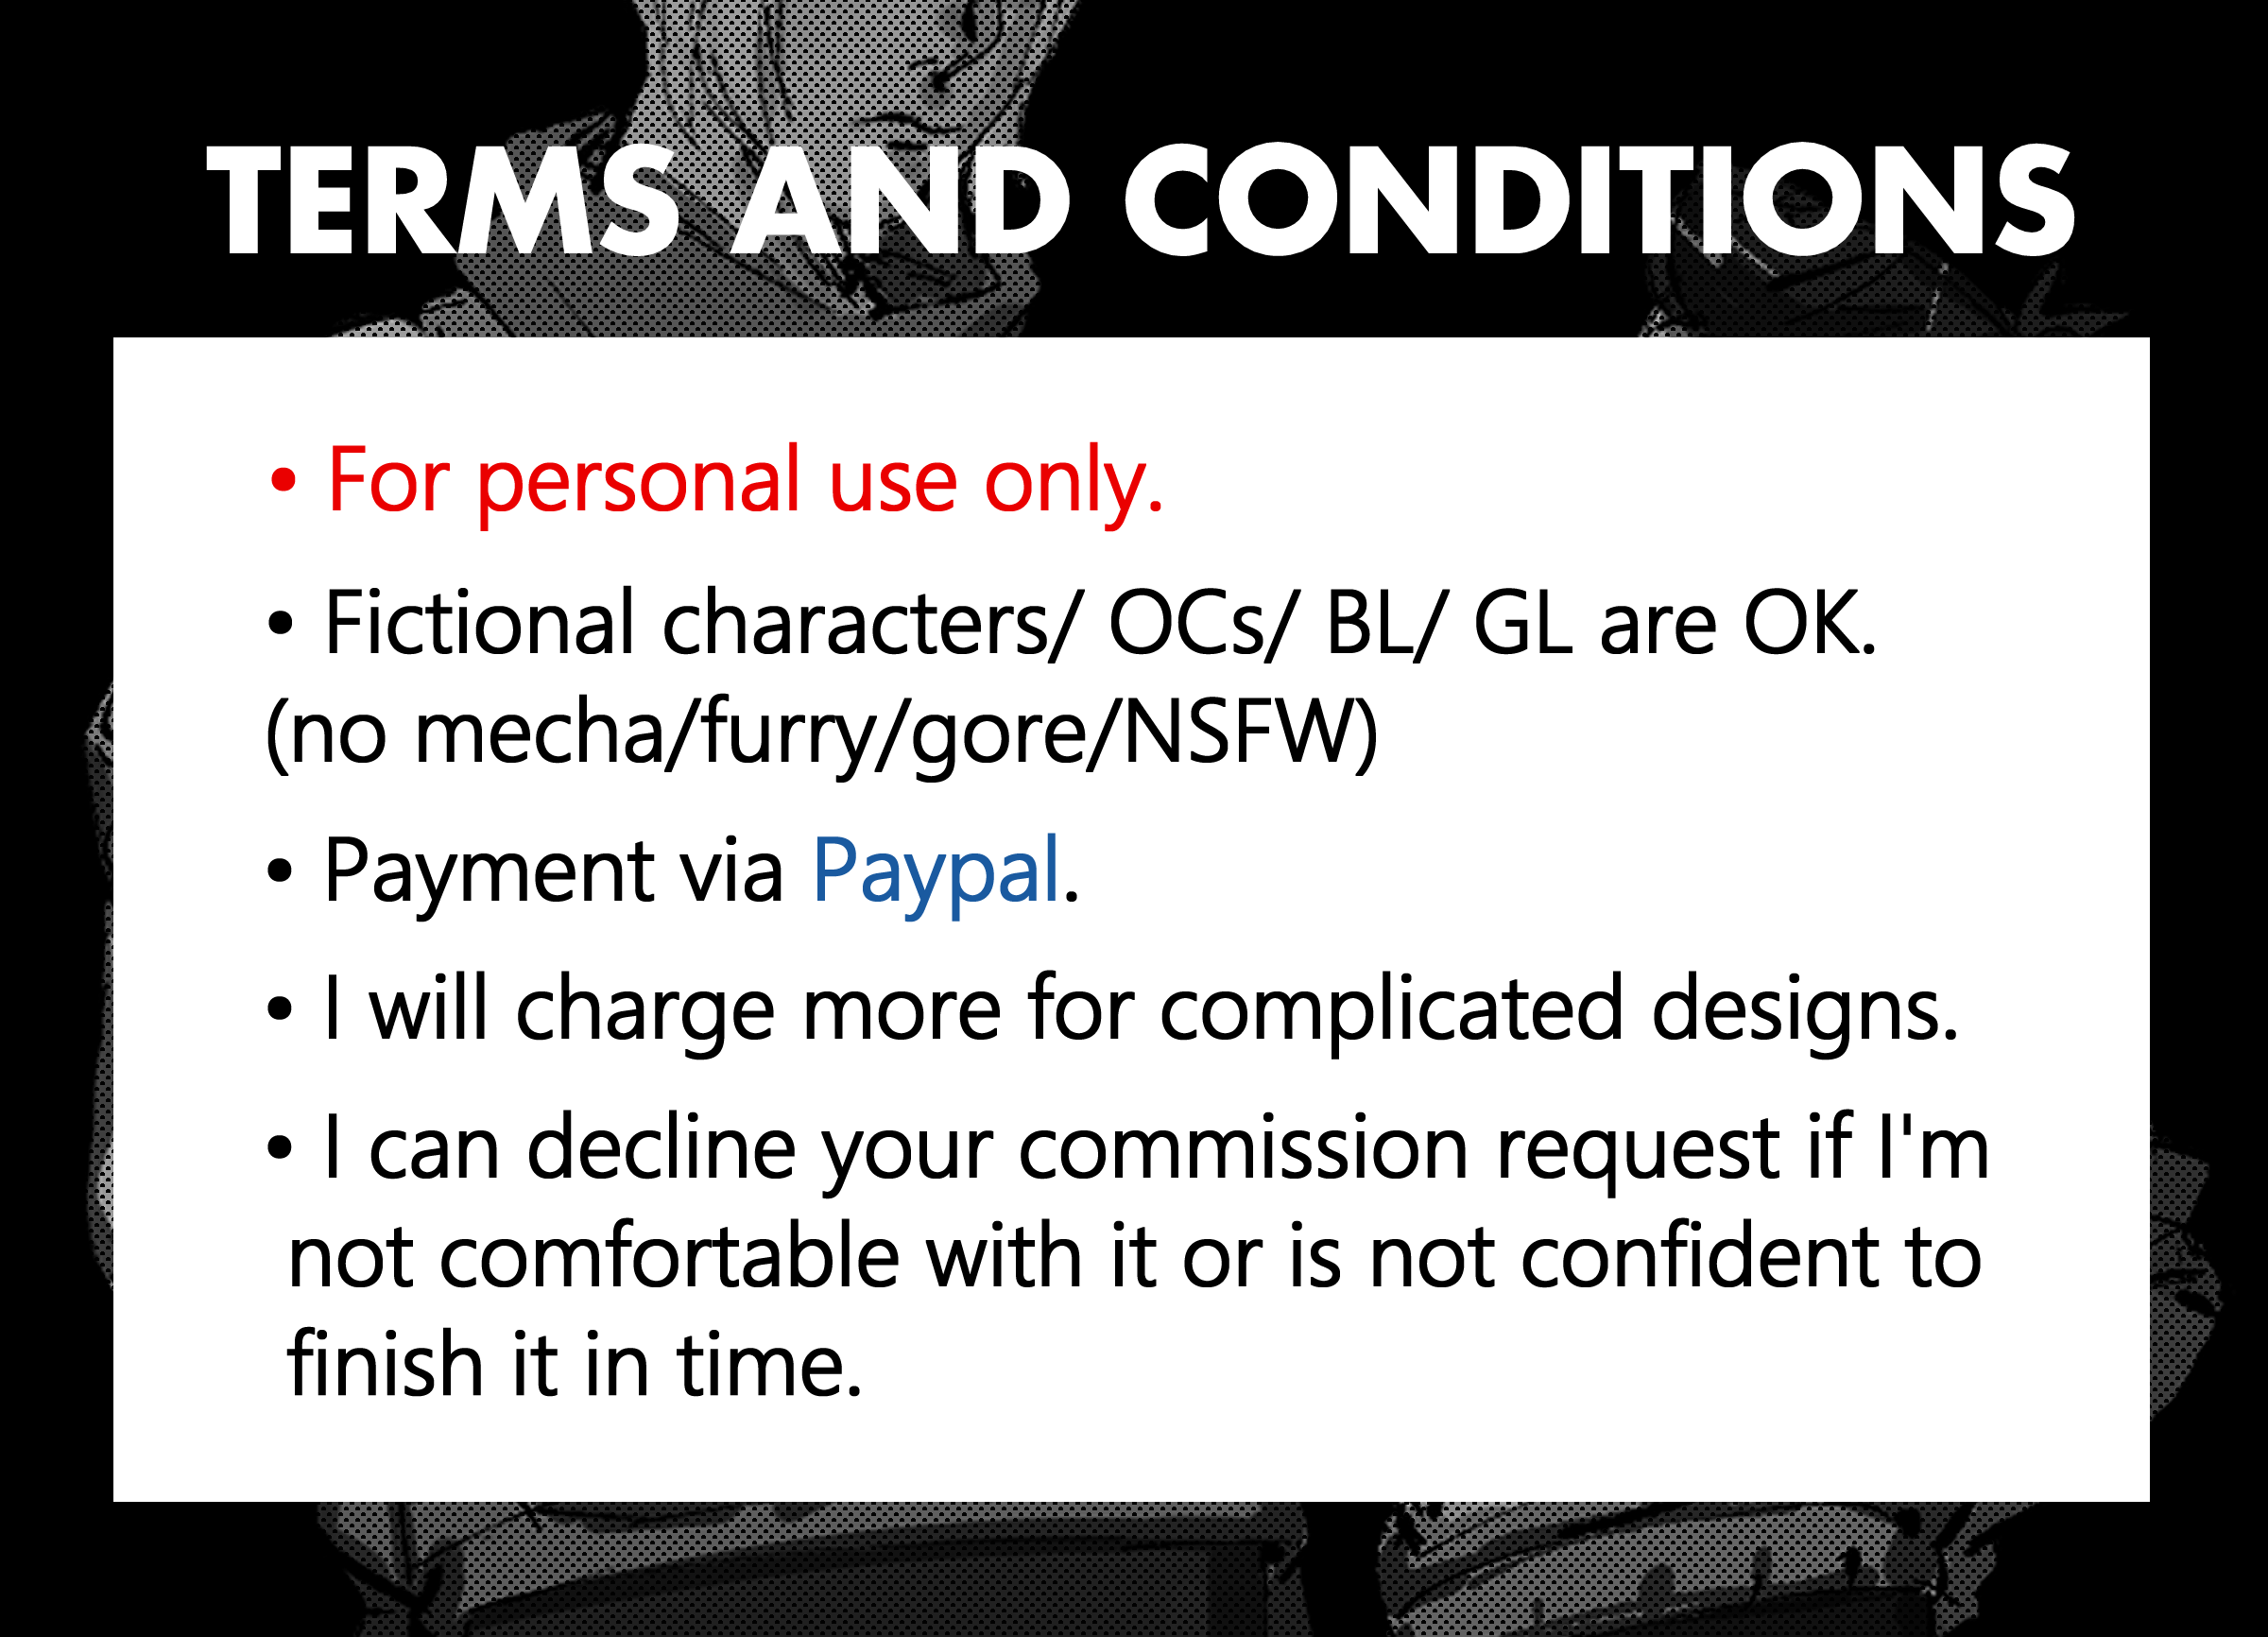 TERMS AND CONDITIONS
• For personal use only.
• Fictional characters/ OCs/ BL/ GL are OK.
(no mecha/furry/gore/NSFW)
• Payment via Paypal.
• I will charge more for complicated designs.
• I can decline your commission request if I'm
not comfortable with it or is not confident to
finish it in time.